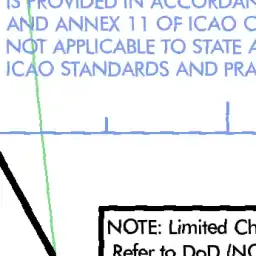 IS PROVIDED IN ACCORDAN
AND ANNEX 11 OF ICAO C
NOT APPLICABLE TO STATE A
ICAO STANDARDS AND PRA
NOTE: Limited Ch
Refer to DoD (NO